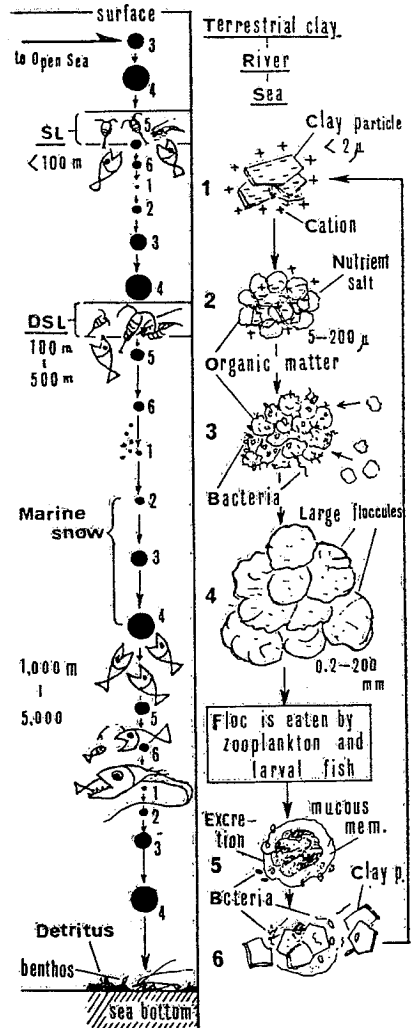 surface
3
to Open Sea
4
SL
5
<100 m
6
1
2
3
4
DSL
100 m
500 m
5
6
1
2
Marine
snow
3
4
1,000 m
5,000
5
6
1
2
3
4
Detritus
benthos
sea bottom
Terrestrial clay
River
Sea
Clay particle
< 2 μ
1
Cation
Nutrient
salt
2
5-200 μ
Organic matter
3
Bacteria
Large floccules
4
0.2-200
mm
Floc is eaten by
zooplankton and
larval fish
Excre-
tion
mucous
mem.
5
Bcteria
Clay p.
6